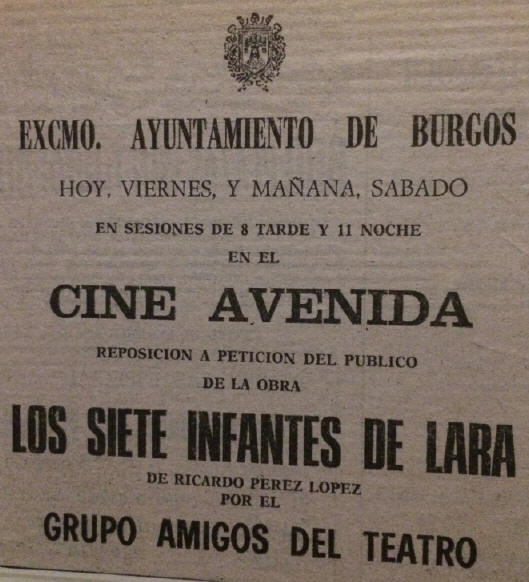 EXCMO. AYUNTAMIENTO DE BURGOS
HOY, VIERNES, Y MAÑANA, SABADO
EN SESIONES DE 8 TARDE Y 11 NOCHE
EN EL
CINE AVENIDA
REPOSICION A PETICION DEL PUBLICO
DE LA OBRA
LOS SIETE INFANTES DE LARA
DE RICARDO PEREZ LOPEZ
POR EL
GRUPO AMIGOS DEL TEATRO